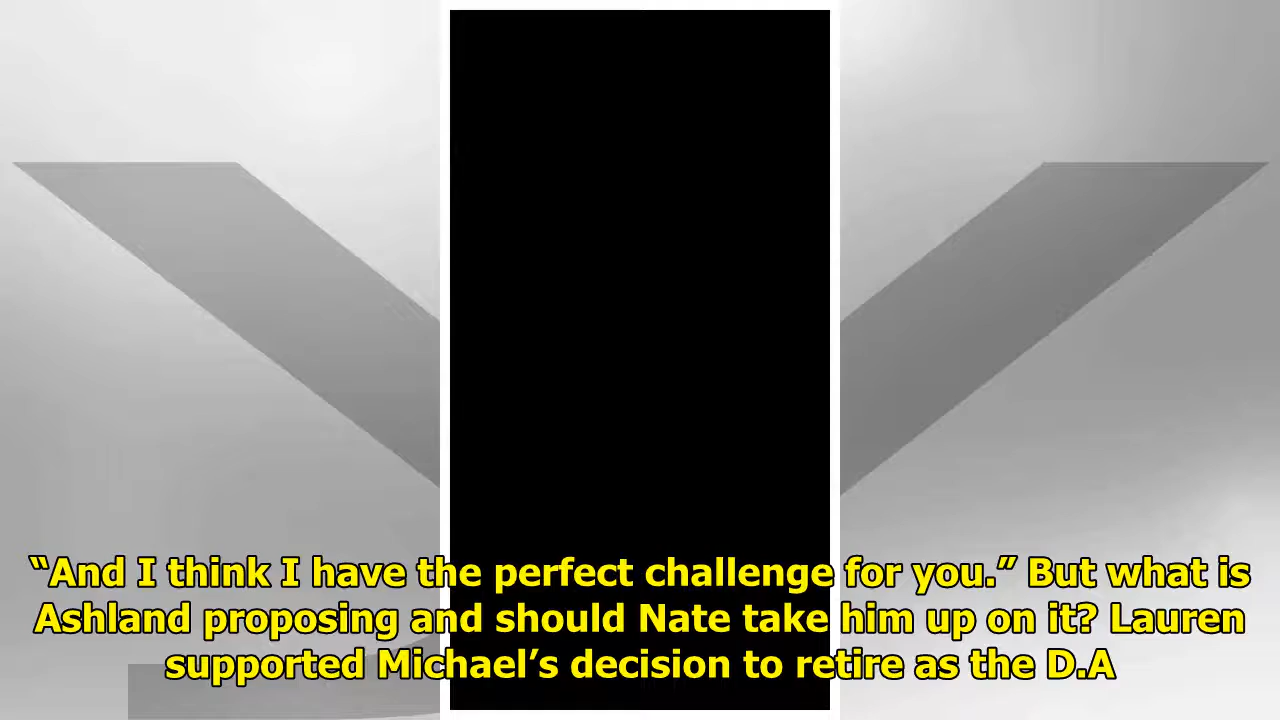 “And I think I have the perfect challenge for you.” But what is
Ashland proposing and should Nate take him up on it? Lauren
supported Michael’s decision to retire as the D.A